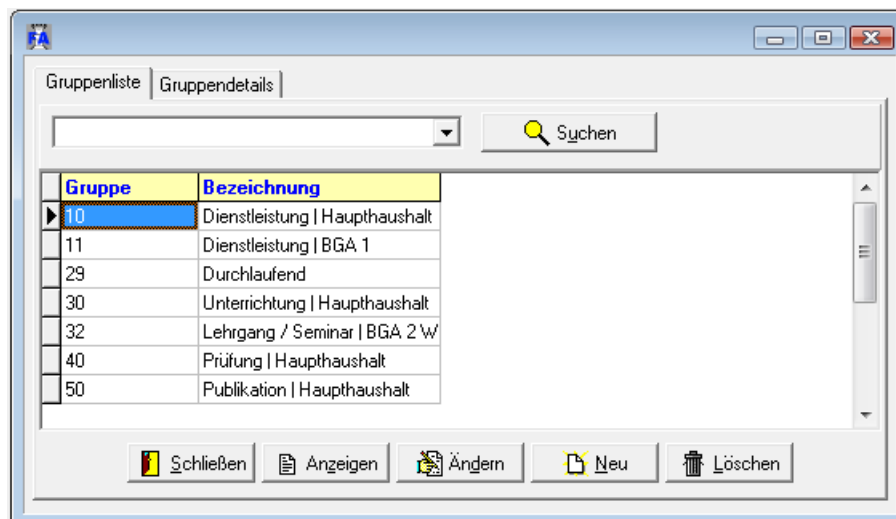 FA
Gruppenliste Gruppendetails
Suchen
Gruppe Bezeichnung
10 Dienstleistung | Haupthaushalt
11 Dienstleistung | BGA 1
29 Durchlaufend
30 Unterrichtung | Haupthaushalt
32 Lehrgang / Seminar | BGA 2 W
40 Prüfung | Haupthaushalt
50 Publikation | Haupthaushalt
Schließen Anzeigen Ändern Neu Löschen